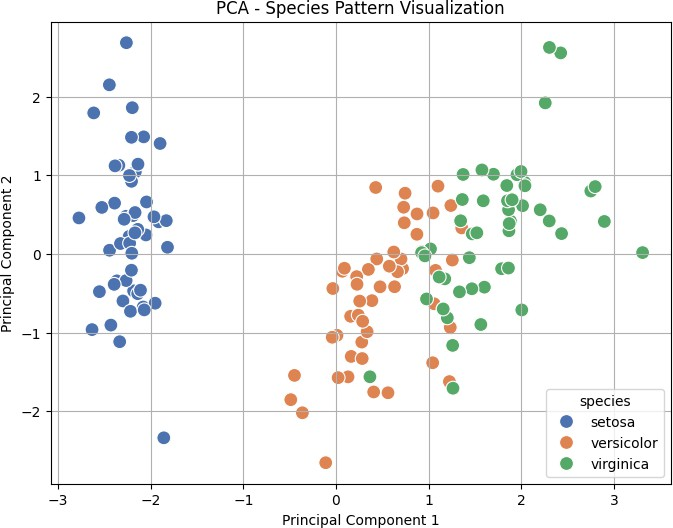 PCA - Species Pattern Visualization
Principal Component 2
2
1
0
−1
−2
−3
−2
−1
0
1
2
3
Principal Component 1
species
setosa
versicolor
virginica